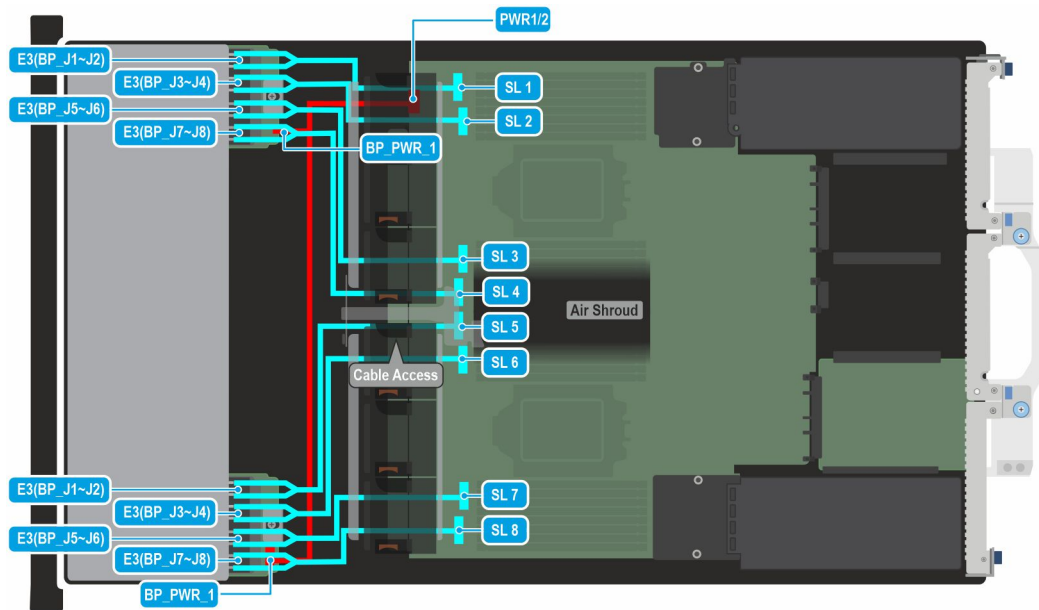 PWR1/2
E3(BP_J1~J2)
E3(BP_J3~J4)
E3(BP_J5~J6)
E3(BP_J7~J8)
BP_PWR_1
SL 1
SL 2
SL 3
SL 4
SL 5
SL 6
Air Shroud
Cable Access
E3(BP_J1~J2)
E3(BP_J3~J4)
E3(BP_J5~J6)
E3(BP_J7~J8)
BP_PWR_1
SL 7
SL 8